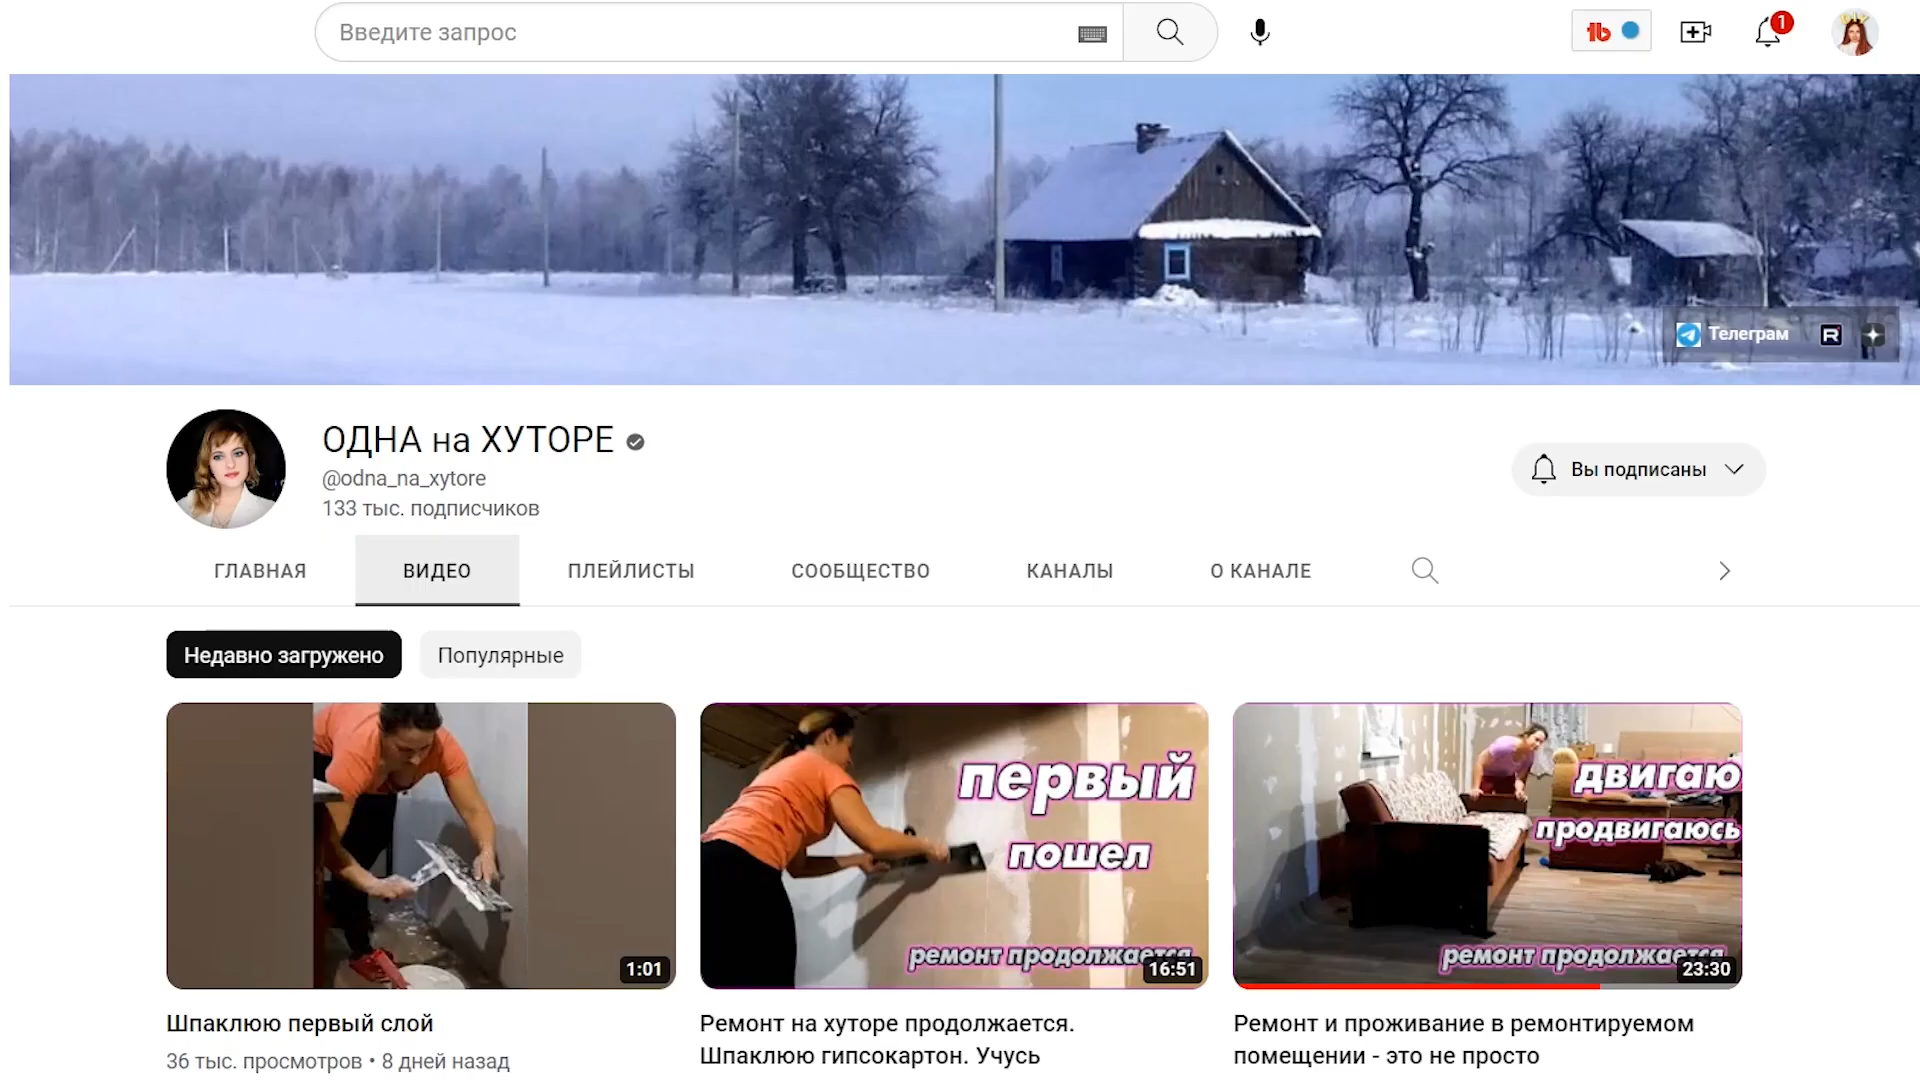 Введите запрос
1
Телеграм
R
ОДНА на ХУТОРЕ
@odna_na_xytore
133 тыс. подписчиков
Вы подписаны
ГЛАВНАЯ
ВИДЕО
ПЛЕЙЛИСТЫ
СООБЩЕСТВО
КАНАЛЫ
О КАНАЛЕ
Недавно загружено
Популярные
1:01
первый
пошел
ремонт продолжается
16:51
двигаю
продвигаюсь
ремонт продолжается
23:30
Шпаклюю первый слой
36 тыс. просмотров • 8 дней назад
Ремонт на хуторе продолжается.
Шпаклюю гипсокартон. Учусь
Ремонт и проживание в ремонтируемом
помещении - это не просто